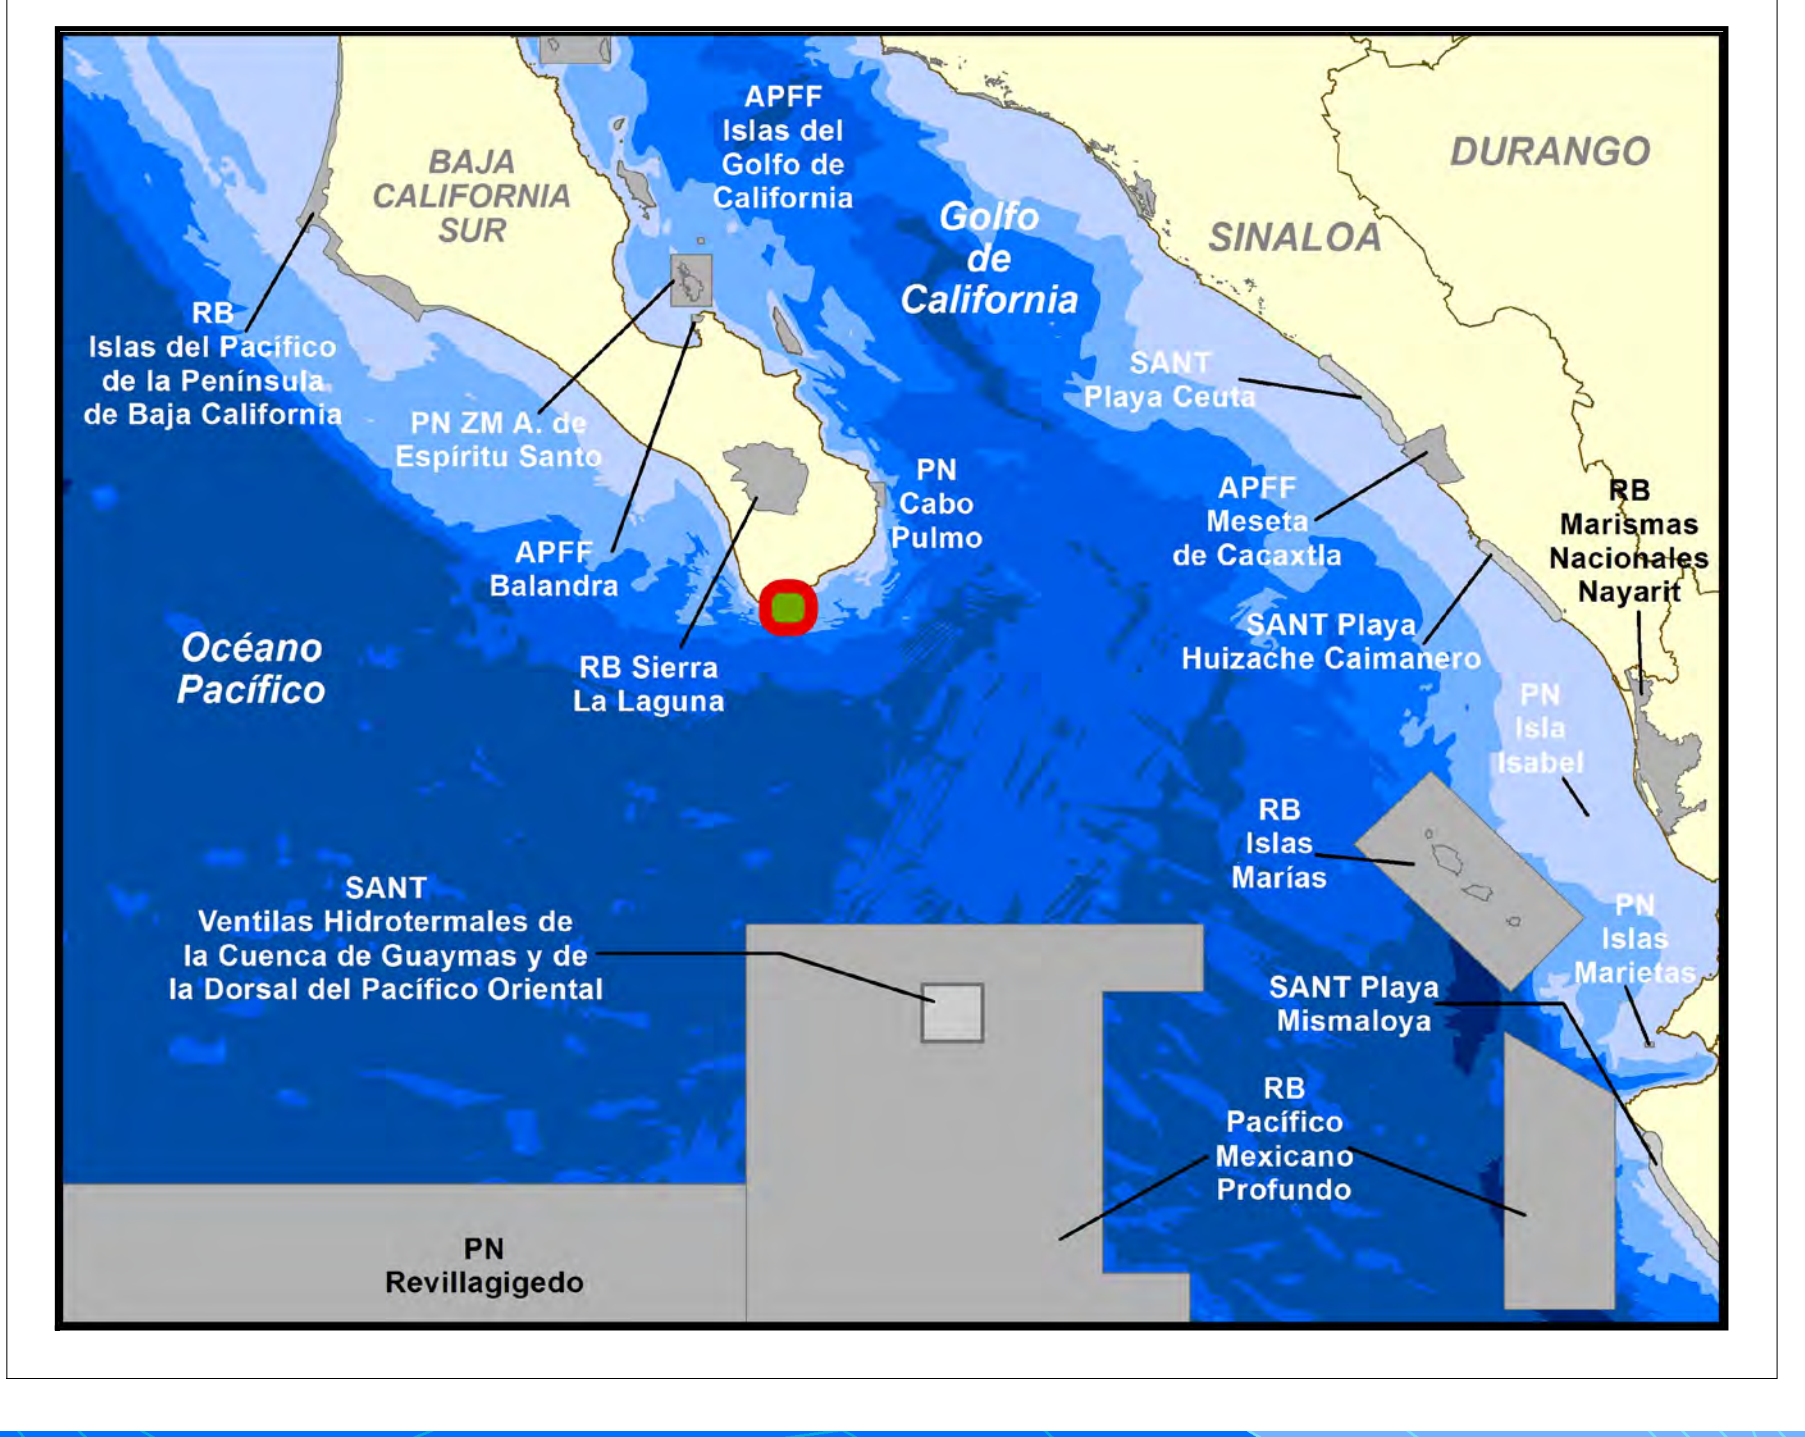 APFF
Islas del
Golfo de
California
BAJA
CALIFORNIA
SUR
DURANGO
Golfo
de
California
SINALOA
RB
Islas del Pacífico
de la Península
de Baja California
PN ZM A. de
Espíritu Santo
SANT
Playa Ceuta
PN
Cabo
Pulmo
APFF
Meseta
de Cacaxtla
RB
Marismas
Nacionales
Nayarit
APFF
Balandra
SANT Playa
Huizache Caimanero
Océano
Pacífico
RB Sierra
La Laguna
PN
Isla
Isabel
RB
Islas
Marías
SANT
Ventilas Hidrotermales de
la Cuenca de Guaymas y de
la Dorsal del Pacífico Oriental
PN
Islas
Marietas
SANT Playa
Mismaloya
RB
Pacífico
Mexicano
Profundo
PN
Revillagigedo